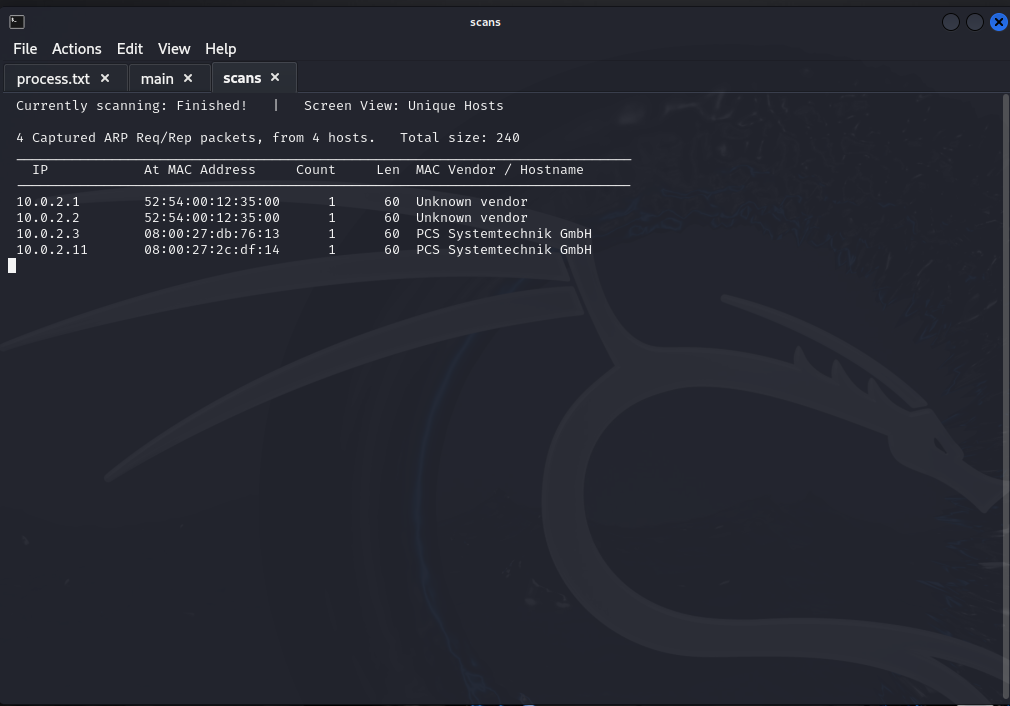 scans
File Actions Edit View Help
process.txt × main × scans ×
Currently scanning: Finished! | Screen View: Unique Hosts
4 Captured ARP Req/Rep packets, from 4 hosts. Total size: 240
IP At MAC Address Count Len MAC Vendor / Hostname
10.0.2.1 52:54:00:12:35:00 1 60 Unknown vendor
10.0.2.2 52:54:00:12:35:00 1 60 Unknown vendor
10.0.2.3 08:00:27:db:76:13 1 60 PCS Systemtechnik GmbH
10.0.2.11 08:00:27:2c:df:14 1 60 PCS Systemtechnik GmbH